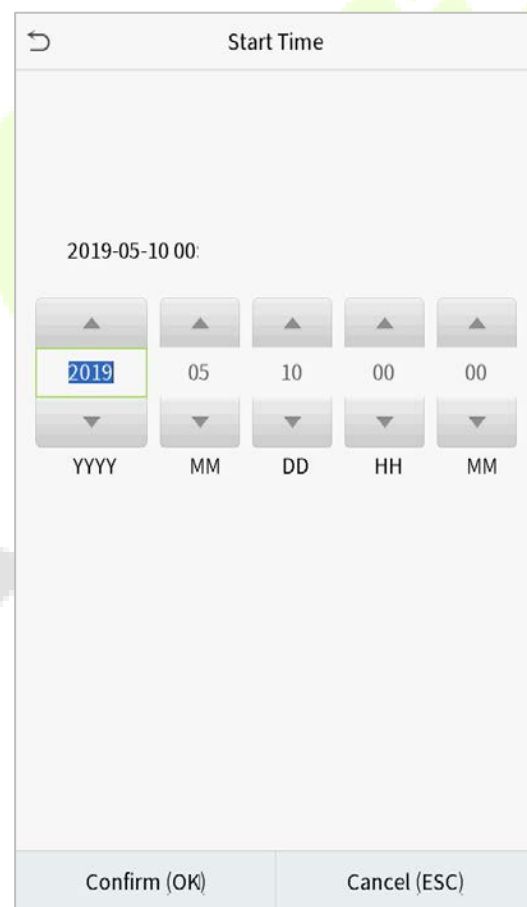 Start Time
2019-05-10 00:
2019 05 10 00 00
YYYY MM DD HH MM
Confirm (OK) Cancel (ESC)